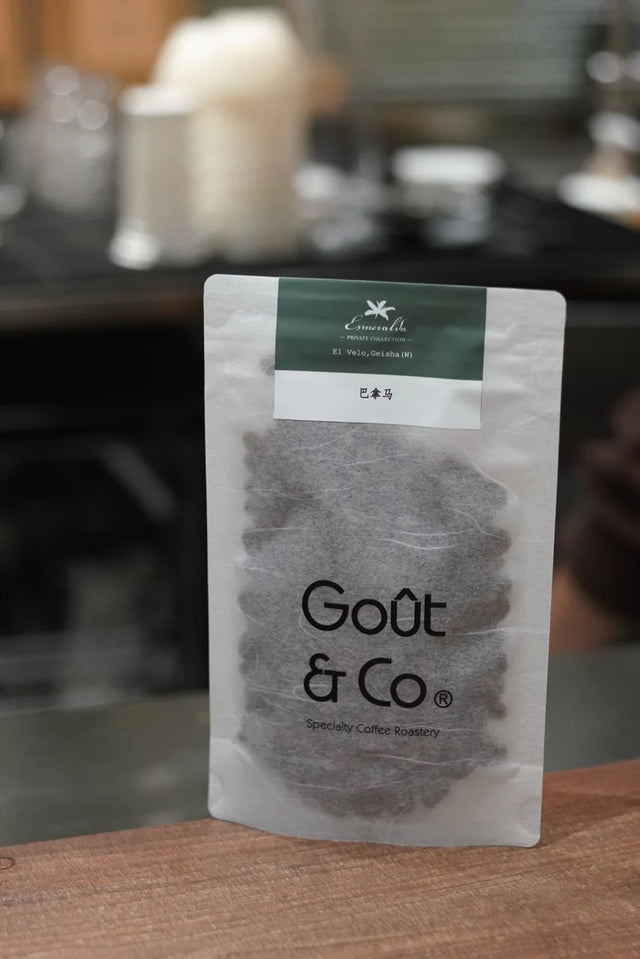 Esmeralda
— PRIVATE COLLECTION —
El Velo,Geisha(W)
巴拿马
Goût
& Co®
Specialty Coffee Roastery